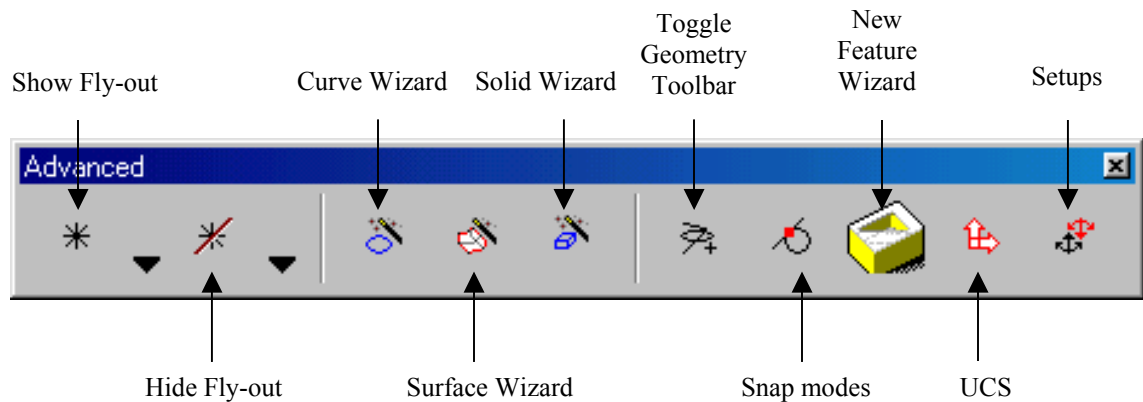 Toggle
Geometry
Toolbar
New
Feature
Wizard
Show Fly-out
Curve Wizard
Solid Wizard
Setups
Advanced
Hide Fly-out
Surface Wizard
Snap modes
UCS